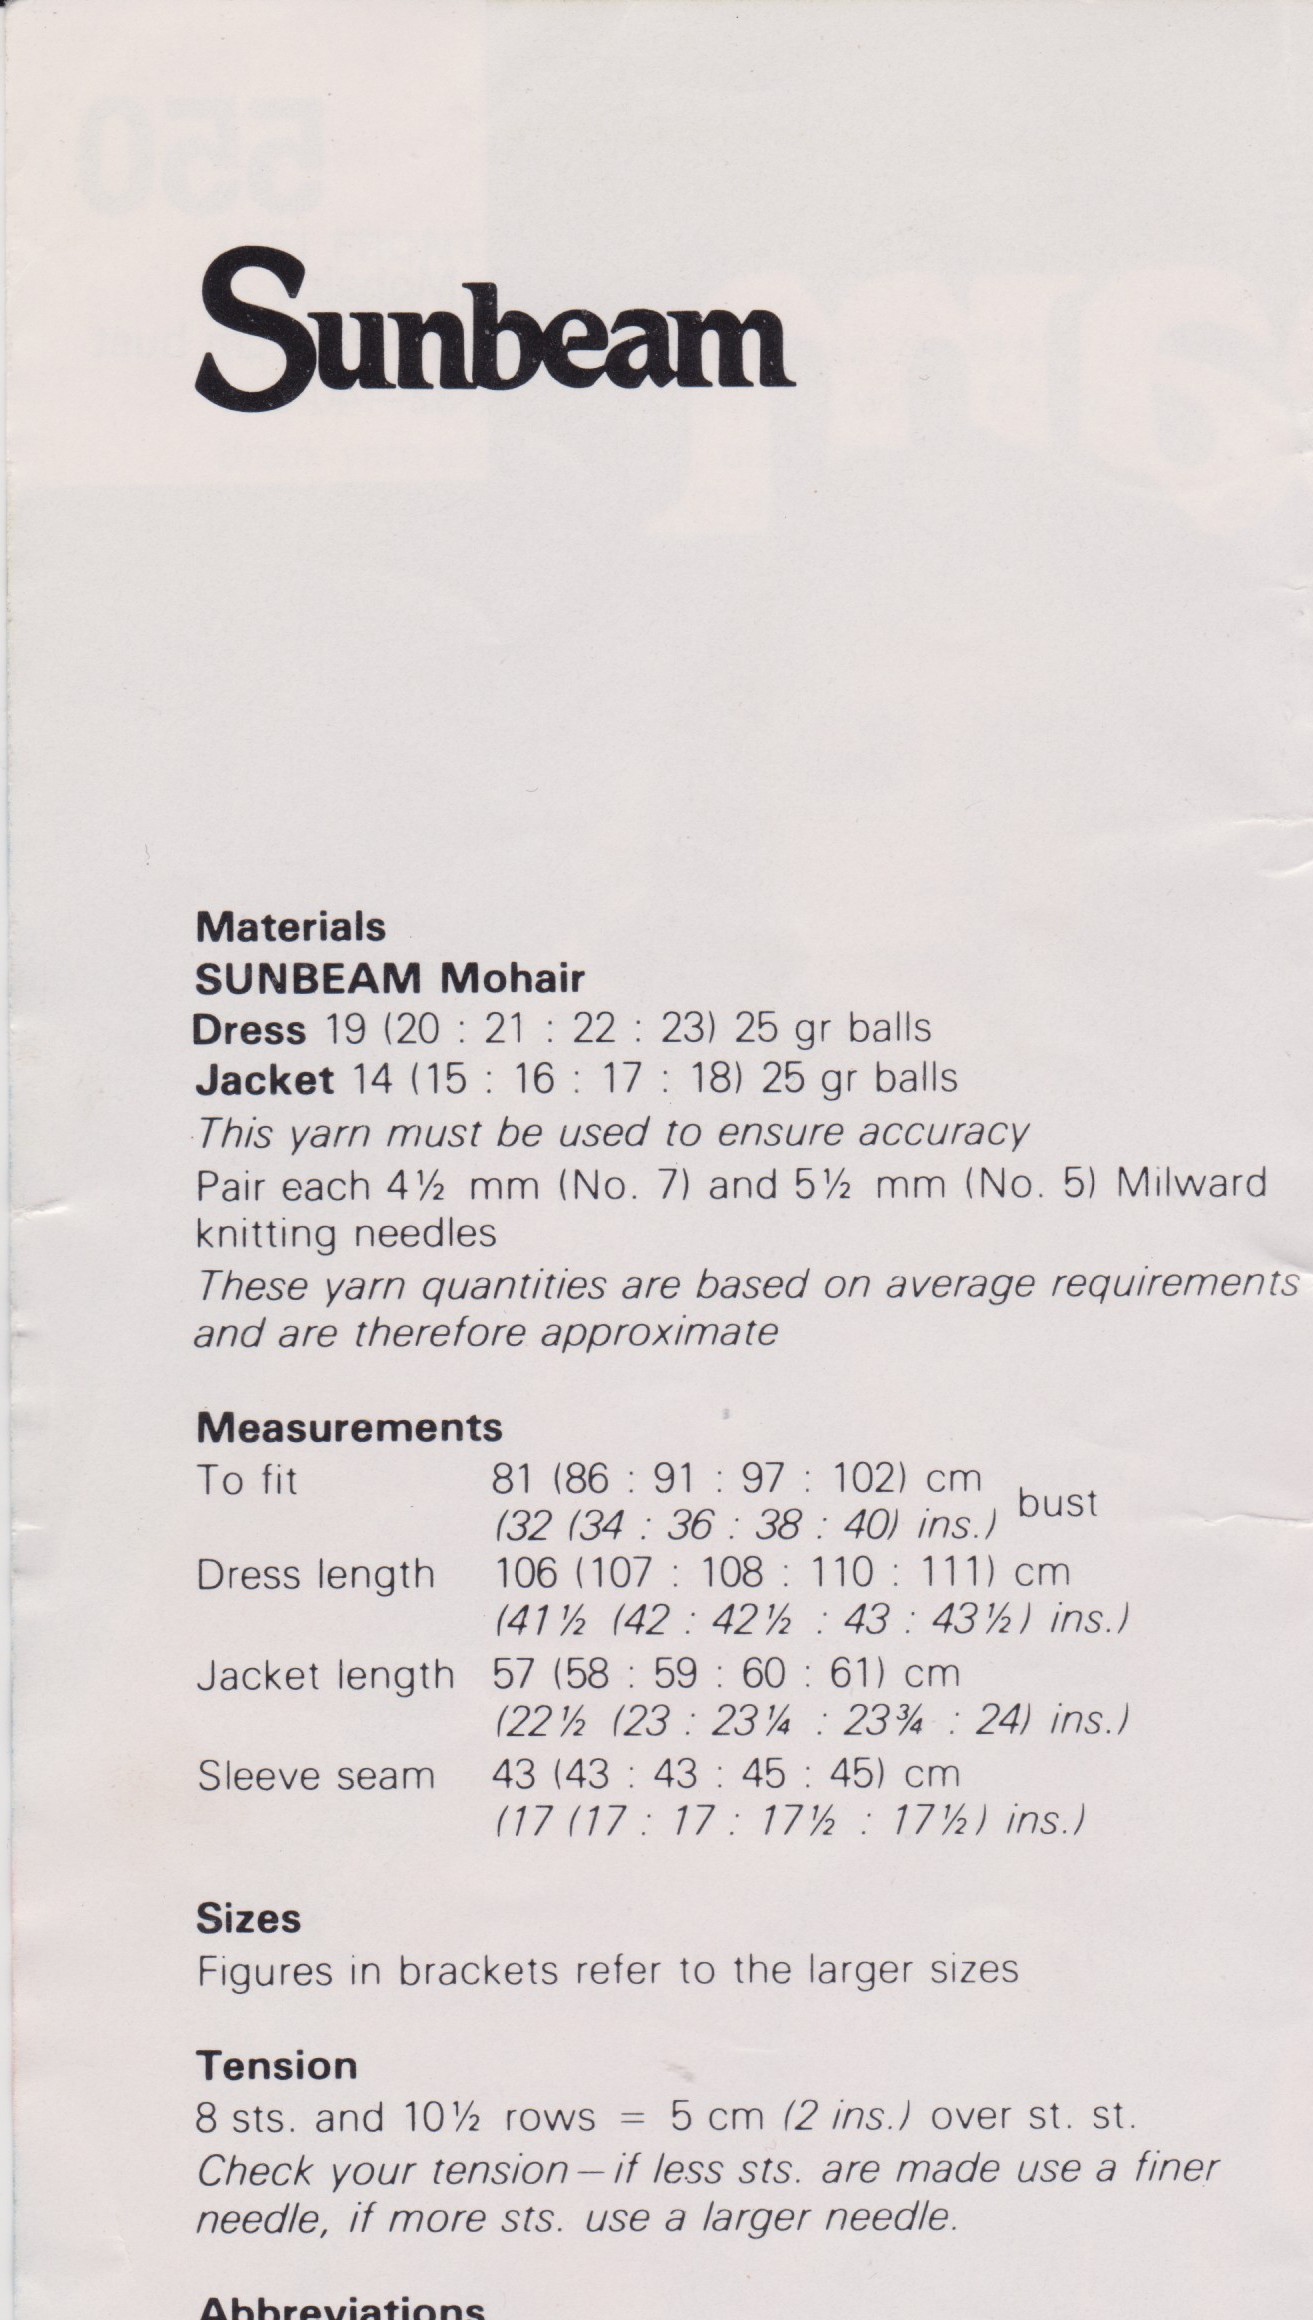 Sunbeam
Materials
SUNBEAM Mohair
Dress 19 (20 : 21 : 22 : 23) 25 gr balls
Jacket 14 (15 : 16 : 17 : 18) 25 gr balls
This yarn must be used to ensure accuracy
Pair each 4½ mm (No. 7) and 5½ mm (No. 5) Milward
knitting needles
These yarn quantities are based on average requirements
and are therefore approximate
Measurements
To fit 81 (86 : 91 : 97 : 102) cm
(32 (34 : 36 : 38 : 40) ins.) bust
Dress length 106 (107 : 108 : 110 : 111) cm
(41½ (42 : 42½ : 43 : 43½) ins.)
Jacket length 57 (58 : 59 : 60 : 61) cm
(22½ (23 : 23¼ : 23¾ : 24) ins.)
Sleeve seam 43 (43 : 43 : 45 : 45) cm
(17 (17 : 17 : 17½ : 17½) ins.)
Sizes
Figures in brackets refer to the larger sizes
Tension
8 sts. and 10½ rows = 5 cm (2 ins.) over st. st.
Check your tension—if less sts. are made use a finer
needle, if more sts. use a larger needle.
Abbreviations